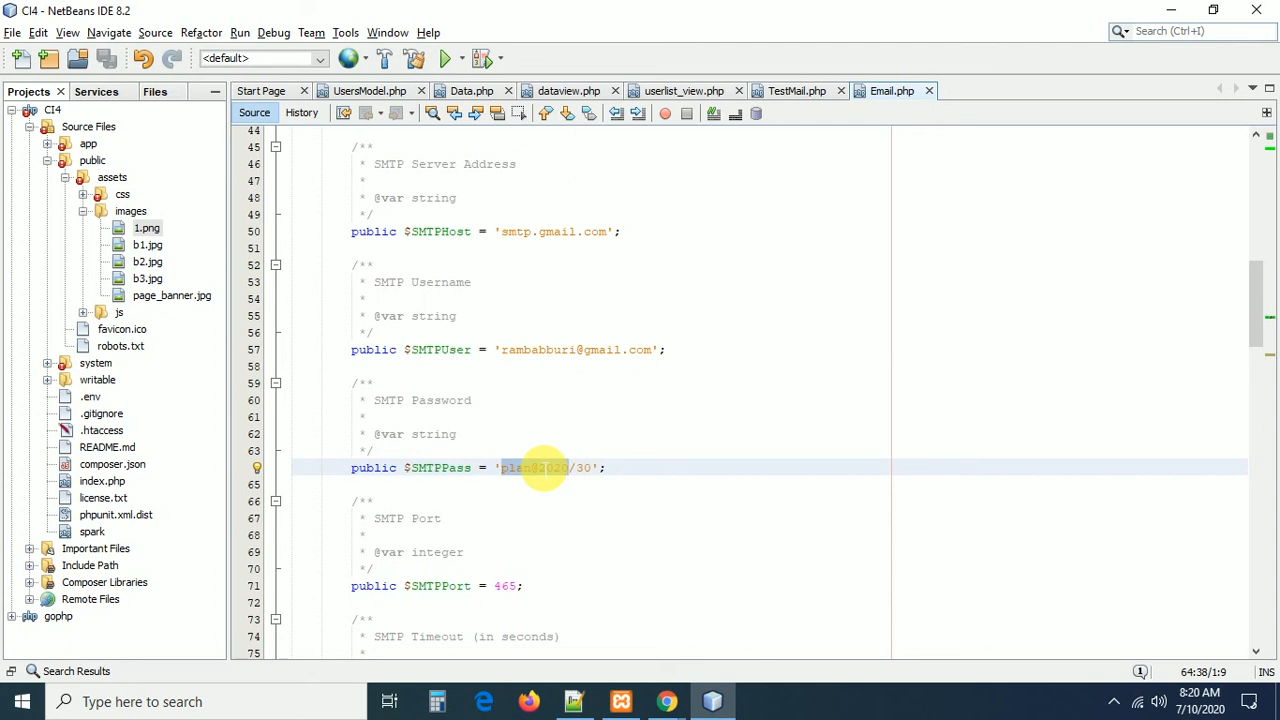 CI4 - NetBeans IDE 8.2
File Edit View Navigate Source Refactor Run Debug Team Tools Window Help
Search (Ctrl+I)
<default>
Projects Services Files
Start Page UsersModel.php Data.php dataview.php userlist_view.php TestMail.php Email.php
Source History
CI4
Source Files
app
public
assets
css
images
1.png
b1.jpg
b2.jpg
b3.jpg
page_banner.jpg
js
favicon.ico
robots.txt
system
writable
.env
.gitignore
.htaccess
README.md
composer.json
index.php
license.txt
phpunit.xml.dist
spark
Important Files
Include Path
Composer Libraries
Remote Files
gophp
44
45 /**
46 * SMTP Server Address
47 *
48 * @var string
49 */
50 public $SMTPHost = 'smtp.gmail.com';
51
52 /**
53 * SMTP Username
54 *
55 * @var string
56 */
57 public $SMTPUser = 'rambabburi@gmail.com';
58
59 /**
60 * SMTP Password
61 *
62 * @var string
63 */
public $SMTPPass = 'plan@2020/30';
65
66 /**
67 * SMTP Port
68 *
69 * @var integer
70 */
71 public $SMTPPort = 465;
72
73 /**
74 * SMTP Timeout (in seconds)
75 *
Search Results
1
64:38/1:9
INS
Type here to search
8:20 AM
7/10/2020